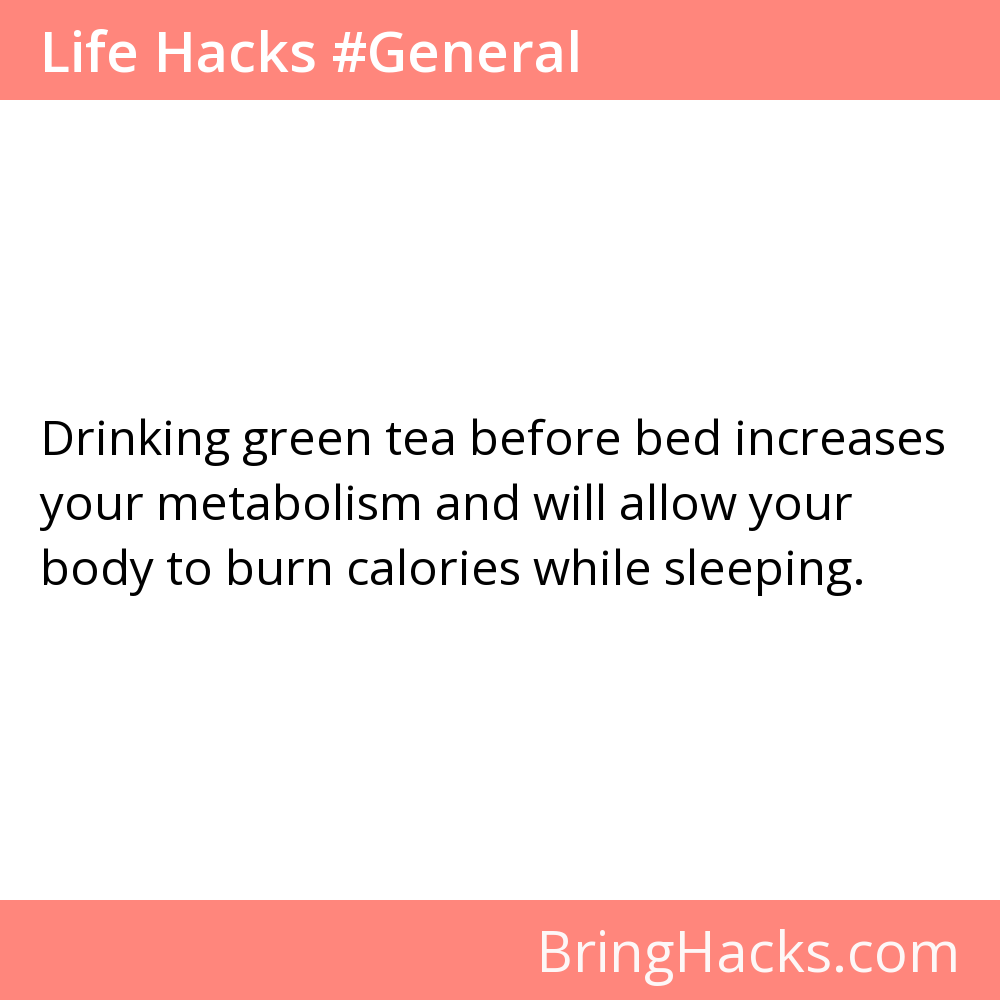 Life Hacks #General
Drinking green tea before bed increases
your metabolism and will allow your
body to burn calories while sleeping.
BringHacks.com